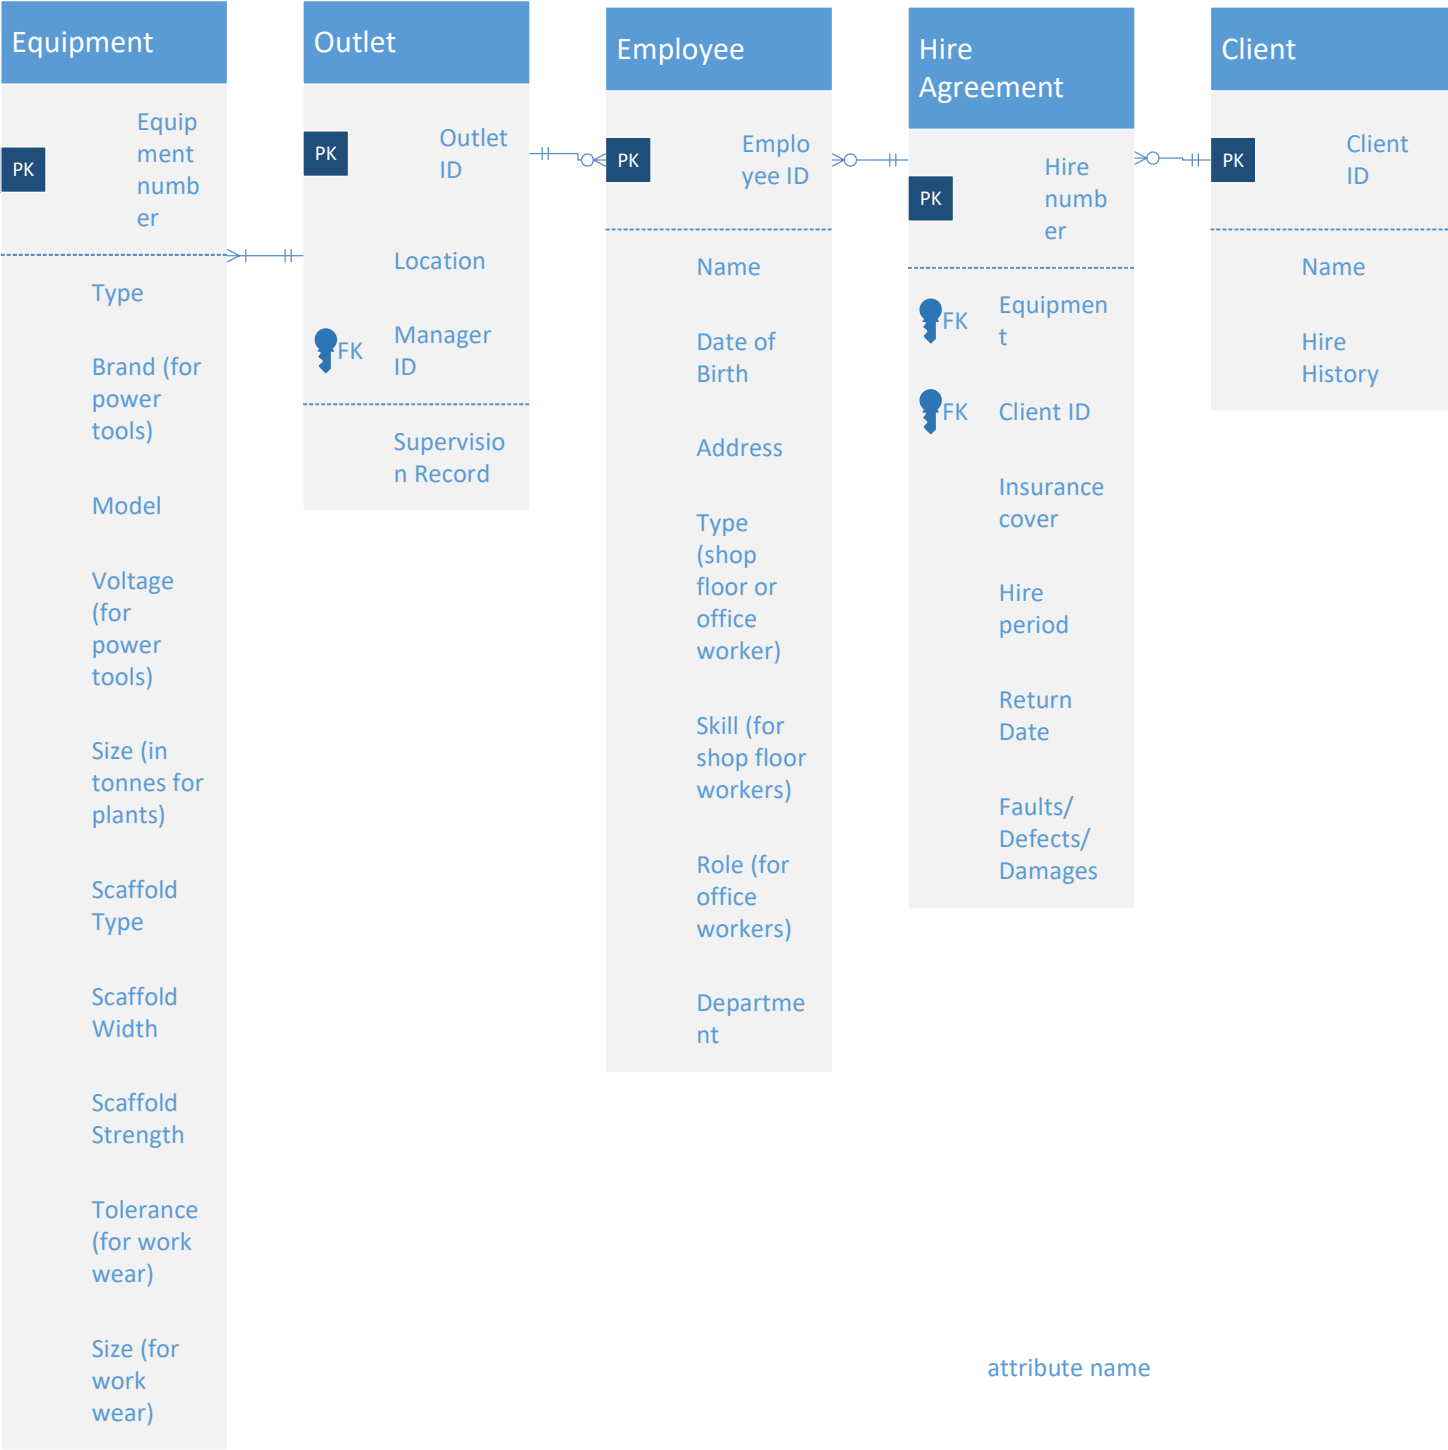 Equipment
PK
Equip
ment
numb
er
Type
Brand (for
power
tools)
Model
Voltage
(for
power
tools)
Size (in
tonnes for
plants)
Scaffold
Type
Scaffold
Width
Scaffold
Strength
Tolerance
(for work
wear)
Size (for
work
wear)
Outlet
PK
Outlet
ID
Location
FK
Manager
ID
Supervisio
n Record
Employee
PK
Emplo
yee ID
Name
Date of
Birth
Address
Type
(shop
floor or
office
worker)
Skill (for
shop floor
workers)
Role (for
office
workers)
Departme
nt
Hire
Agreement
PK
Hire
numb
er
FK
Equipmen
t
FK
Client ID
Insurance
cover
Hire
period
Return
Date
Faults/
Defects/
Damages
Client
PK
Client
ID
Name
Hire
History
attribute name